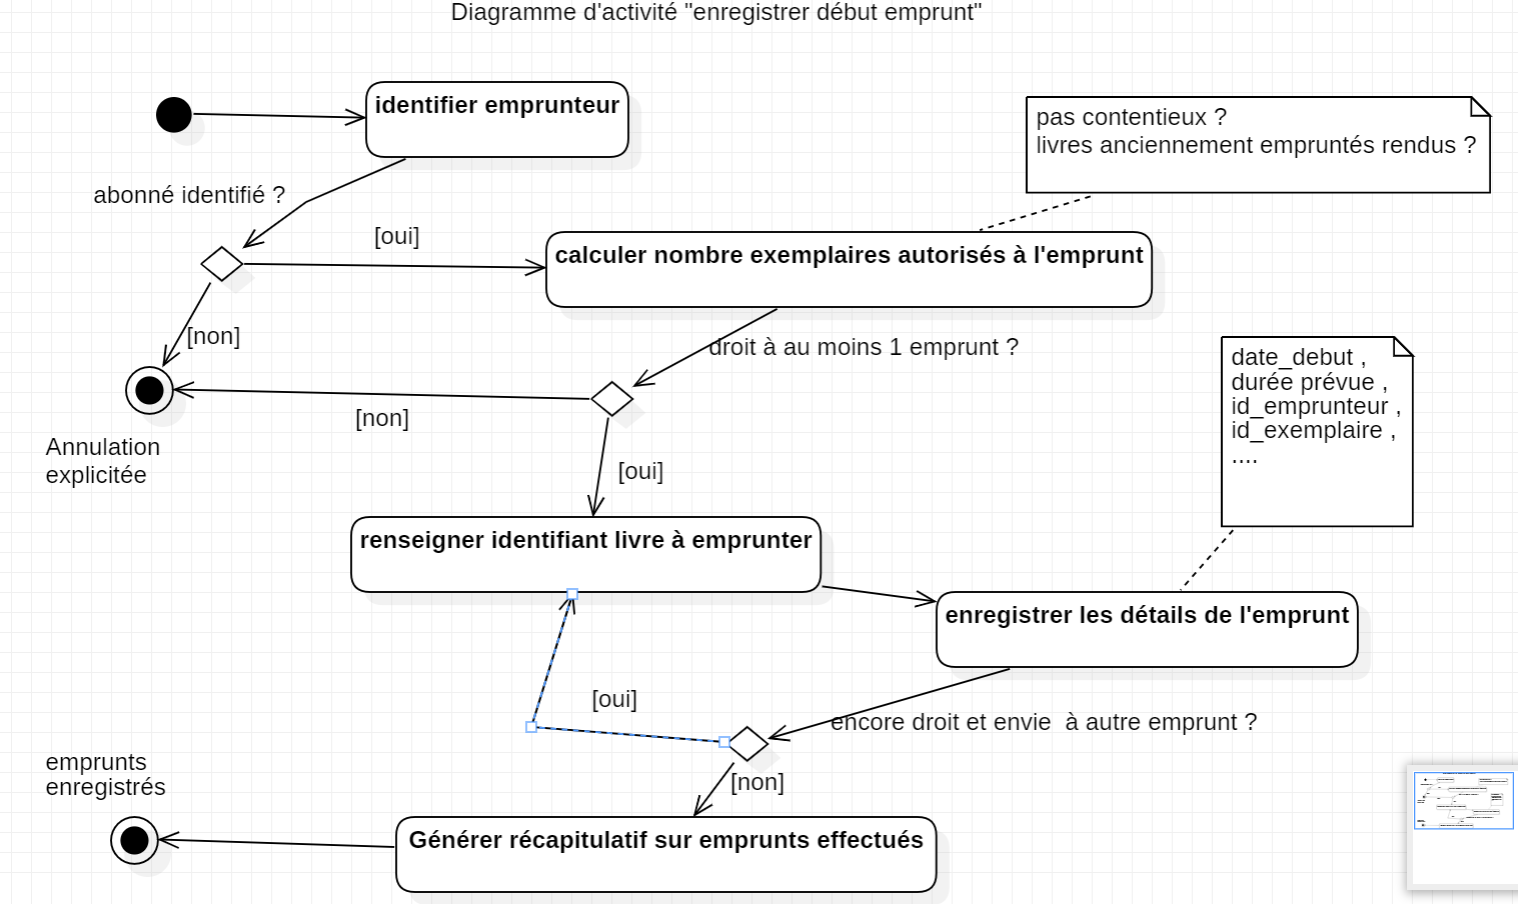 Diagramme d'activité "enregistrer début emprunt"
identifier emprunteur
pas contentieux ?
livres anciennement empruntés rendus ?
abonné identifié ?
[oui]
calculer nombre exemplaires autorisés à l'emprunt
[non]
droit à au moins 1 emprunt ?
date_debut ,
durée prévue ,
id_emprunteur ,
id_exemplaire ,
....
[non]
Annulation
explicitée
[oui]
renseigner identifiant livre à emprunter
enregistrer les détails de l'emprunt
[oui]
encore droit et envie  à autre emprunt ?
emprunts
enregistrés
[non]
Générer récapitulatif sur emprunts effectués